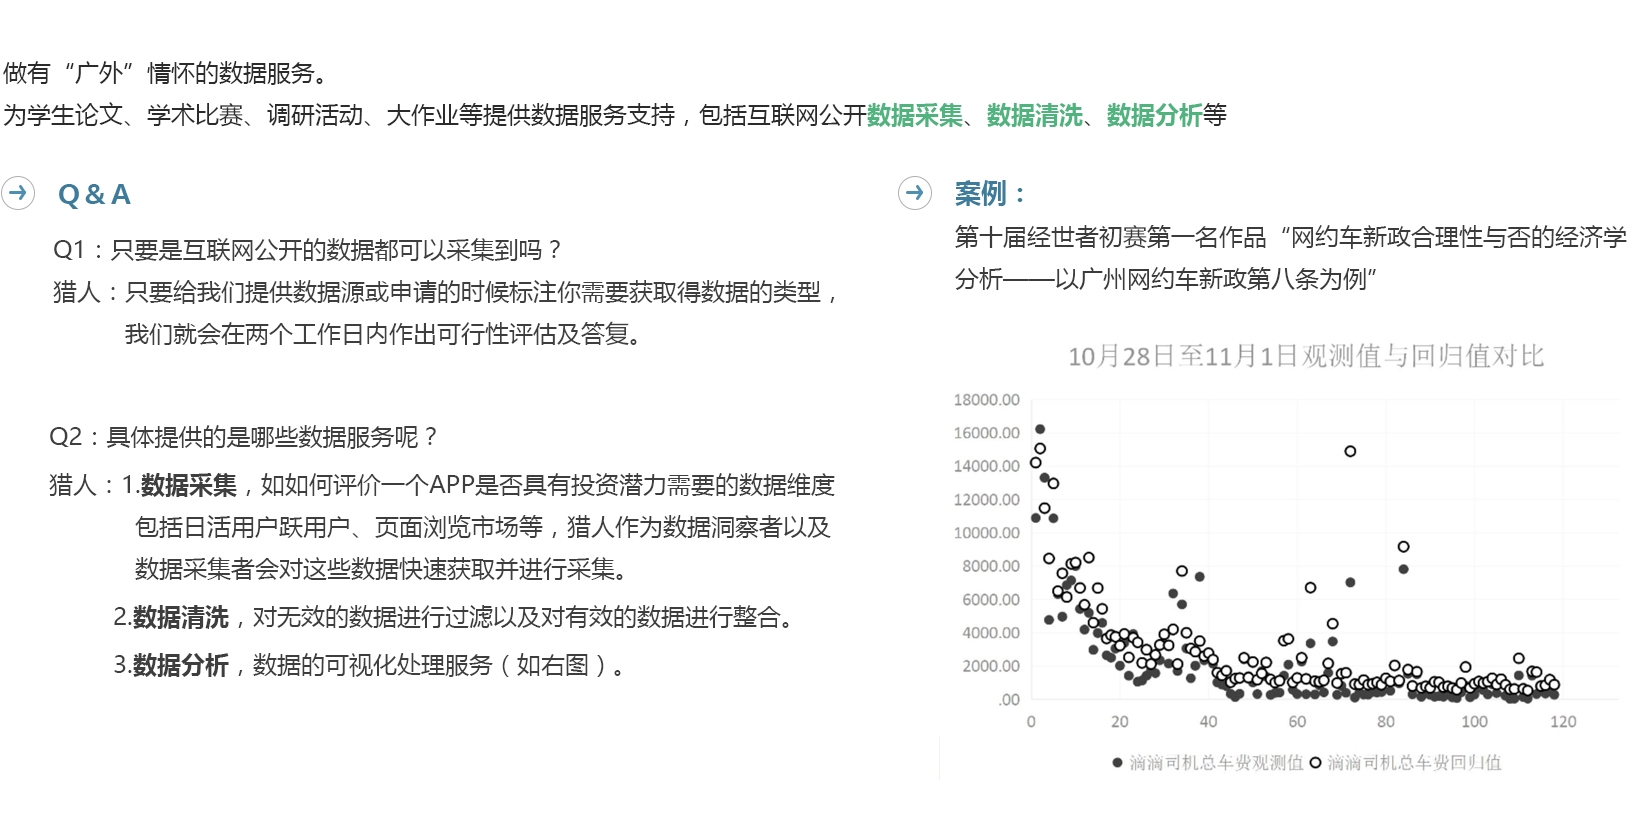 做有“广外”情怀的数据服务。
为学生论文、学术比赛、调研活动、大作业等提供数据服务支持，包括互联网公开数据采集、数据清洗、数据分析等
Q & A
Q1：只要是互联网公开的数据都可以采集到吗？
猎人：只要给我们提供数据源或申请的时候标注你需要获取得数据的类型，
我们就会在两个工作日内作出可行性评估及答复。
Q2：具体提供的是哪些数据服务呢？
猎人：1.数据采集，如如何评价一个APP是否具有投资潜力需要的数据维度
包括日活用户跃用户、页面浏览市场等，猎人作为数据洞察者以及
数据采集者会对这些数据快速获取并进行采集。
2.数据清洗，对无效的数据进行过滤以及对有效的数据进行整合。
3.数据分析，数据的可视化处理服务（如右图）。
案例：
第十届经世者初赛第一名作品“网约车新政合理性与否的经济学
分析——以广州网约车新政第八条为例”
10月28日至11月1日观测值与回归值对比
18000.00
16000.00
14000.00
12000.00
10000.00
8000.00
6000.00
4000.00
2000.00
.00
0 20 40 60 80 100 120
滴滴司机总车费观测值 滴滴司机总车费回归值